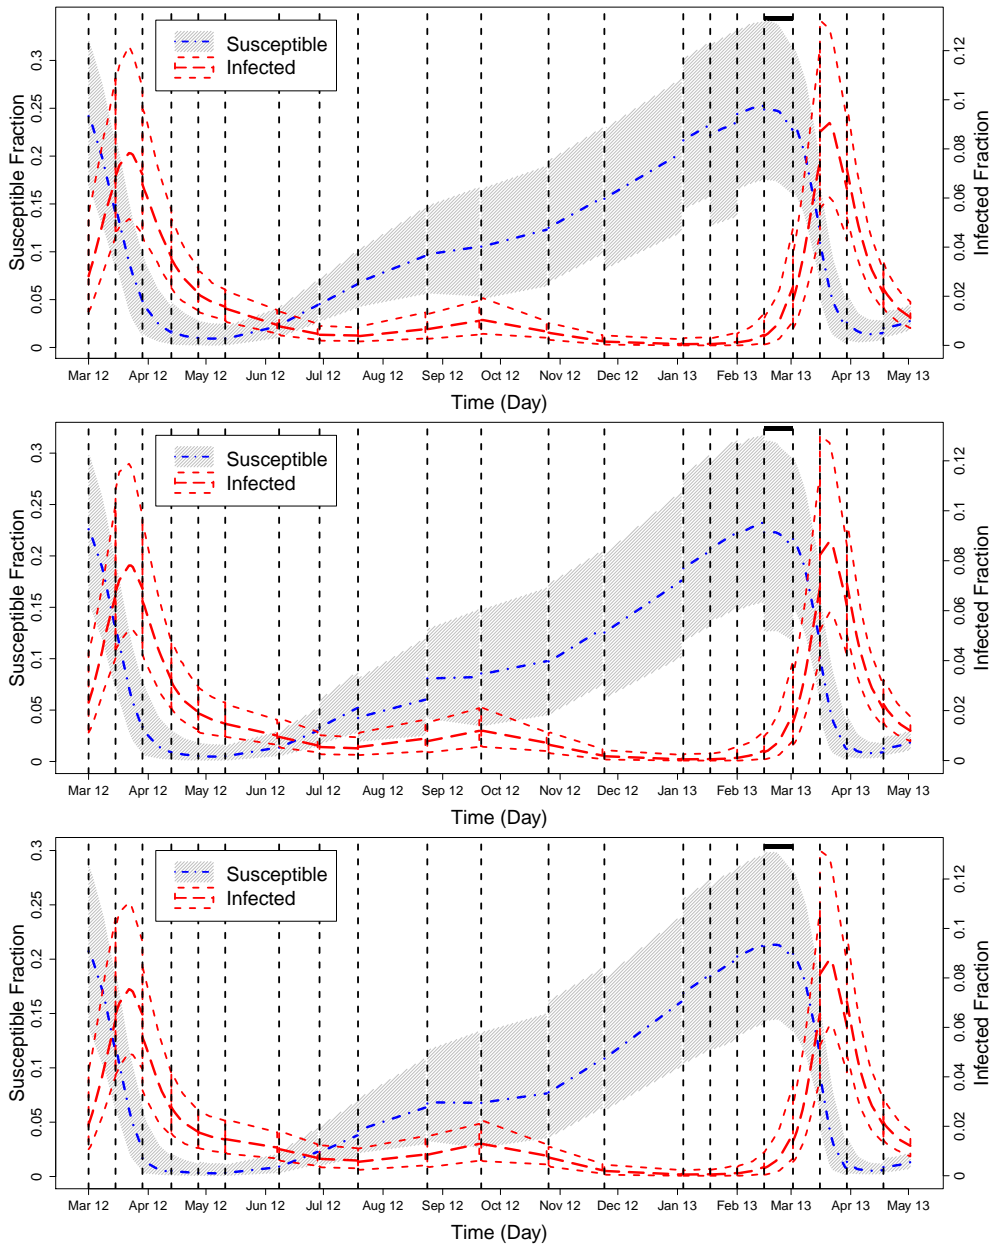 Susceptible
Infected
Susceptible Fraction
0.3
0.25
0.2
0.15
0.1
0.05
0
Infected Fraction
0.12
0.1
0.08
0.06
0.04
0.02
0
Mar 12 Apr 12 May 12 Jun 12 Jul 12 Aug 12 Sep 12 Oct 12 Nov 12 Dec 12 Jan 13 Feb 13 Mar 13 Apr 13 May 13
Time (Day)
Susceptible
Infected
Susceptible Fraction
0.3
0.25
0.2
0.15
0.1
0.05
0
Infected Fraction
0.12
0.1
0.08
0.06
0.04
0.02
0
Mar 12 Apr 12 May 12 Jun 12 Jul 12 Aug 12 Sep 12 Oct 12 Nov 12 Dec 12 Jan 13 Feb 13 Mar 13 Apr 13 May 13
Time (Day)
Susceptible
Infected
Susceptible Fraction
0.3
0.25
0.2
0.15
0.1
0.05
0
Infected Fraction
0.12
0.1
0.08
0.06
0.04
0.02
0
Mar 12 Apr 12 May 12 Jun 12 Jul 12 Aug 12 Sep 12 Oct 12 Nov 12 Dec 12 Jan 13 Feb 13 Mar 13 Apr 13 May 13
Time (Day)